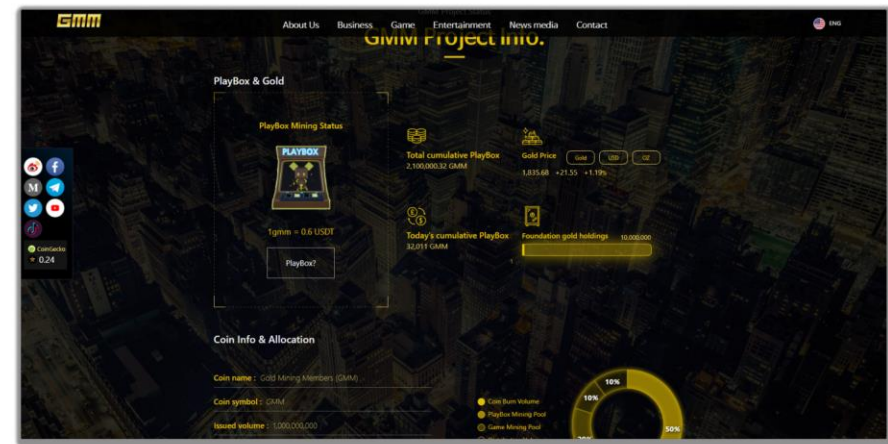 GMM
About Us Business Game Entertainment News media Contact
ENG
GMM Project Status
GMM Project Info.
PlayBox & Gold
PlayBox Mining Status
PLAYBOX
1gmm = 0.6 USDT
PlayBox?
Total cumulative PlayBox
2,100,000.32 GMM
Gold Price Gold USD OZ
1,835.68 +21.55 +1.19%
Today's cumulative PlayBox
32,011 GMM
Foundation gold holdings 10,000,000
CoinGecko
0.24
Coin Info & Allocation
Coin name : Gold Mining Members (GMM)
Coin symbol : GMM
Issued volume : 1,000,000,000
Coin Burn Volume
PlayBox Mining Pool
Game Mining Pool
10%
10%
50%